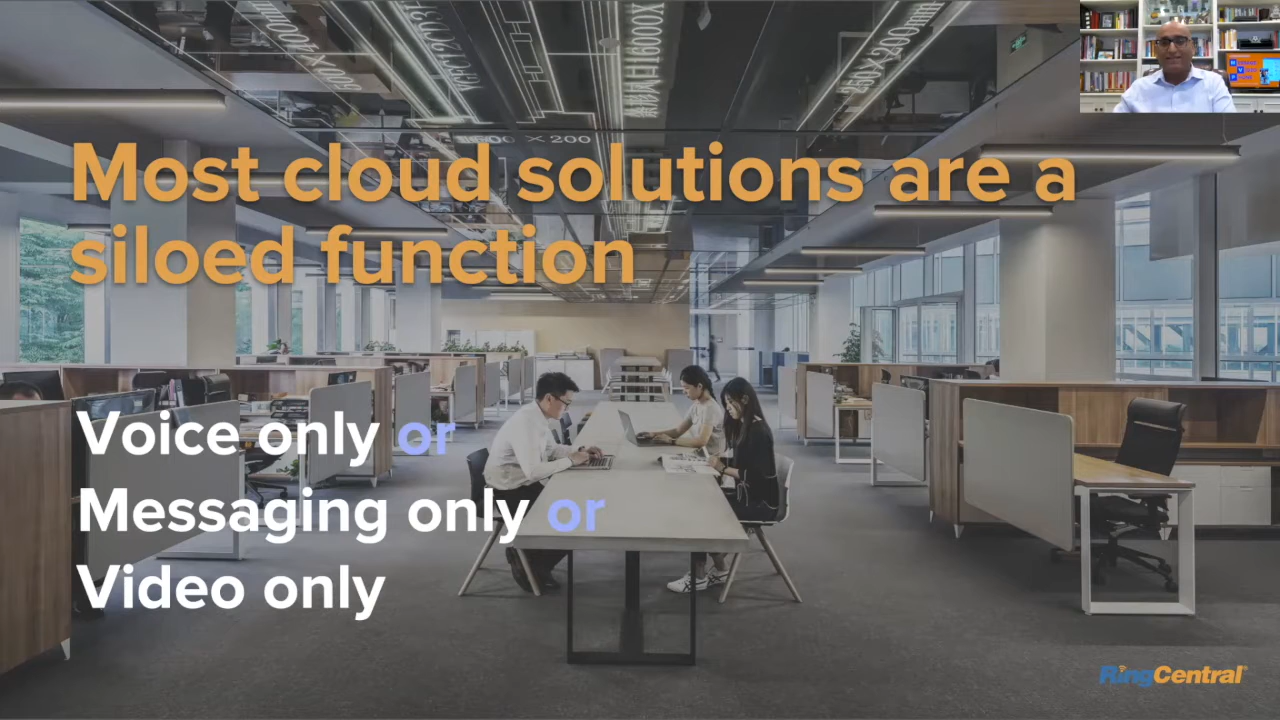 Most cloud solutions are a
siloed function
Voice only or
Messaging only or
Video only
RingCentral